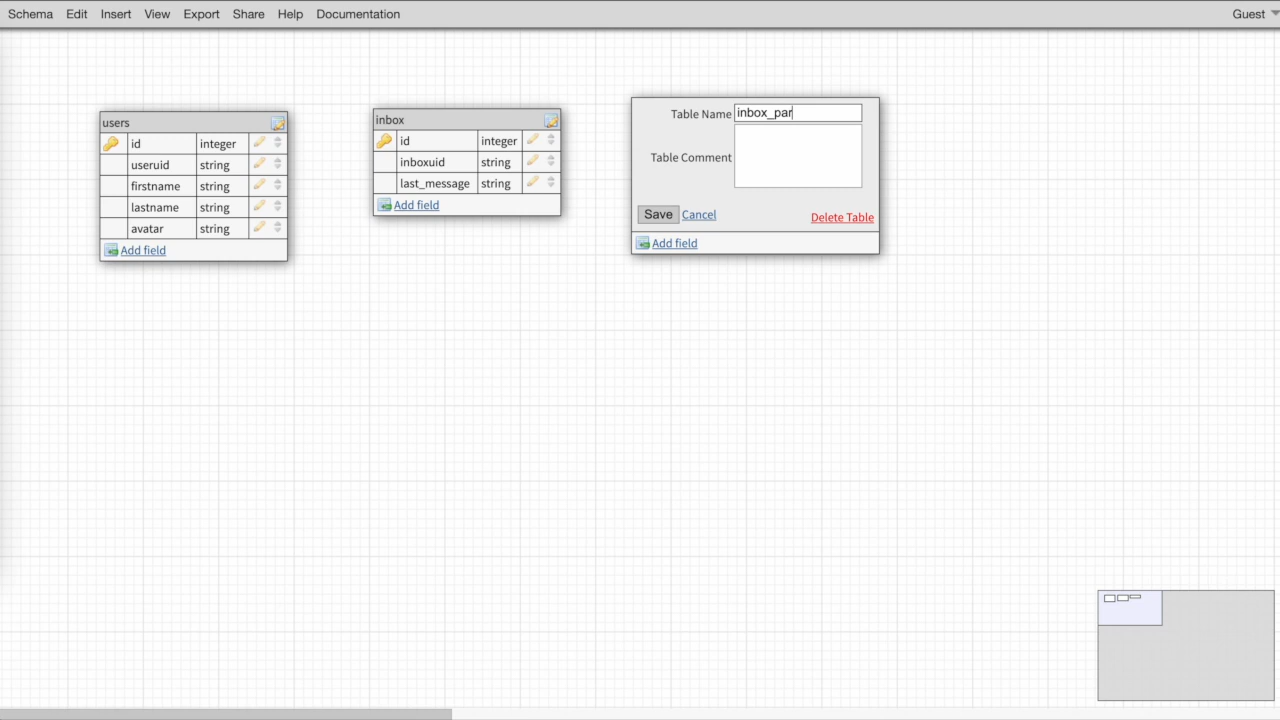 Schema Edit Insert View Export Share Help Documentation Guest
users
id integer
useruid string
firstname string
lastname string
avatar string
Add field
inbox
id integer
inboxuid string
last_message string
Add field
Table Name inbox_par
Table Comment
Save Cancel Delete Table
Add field